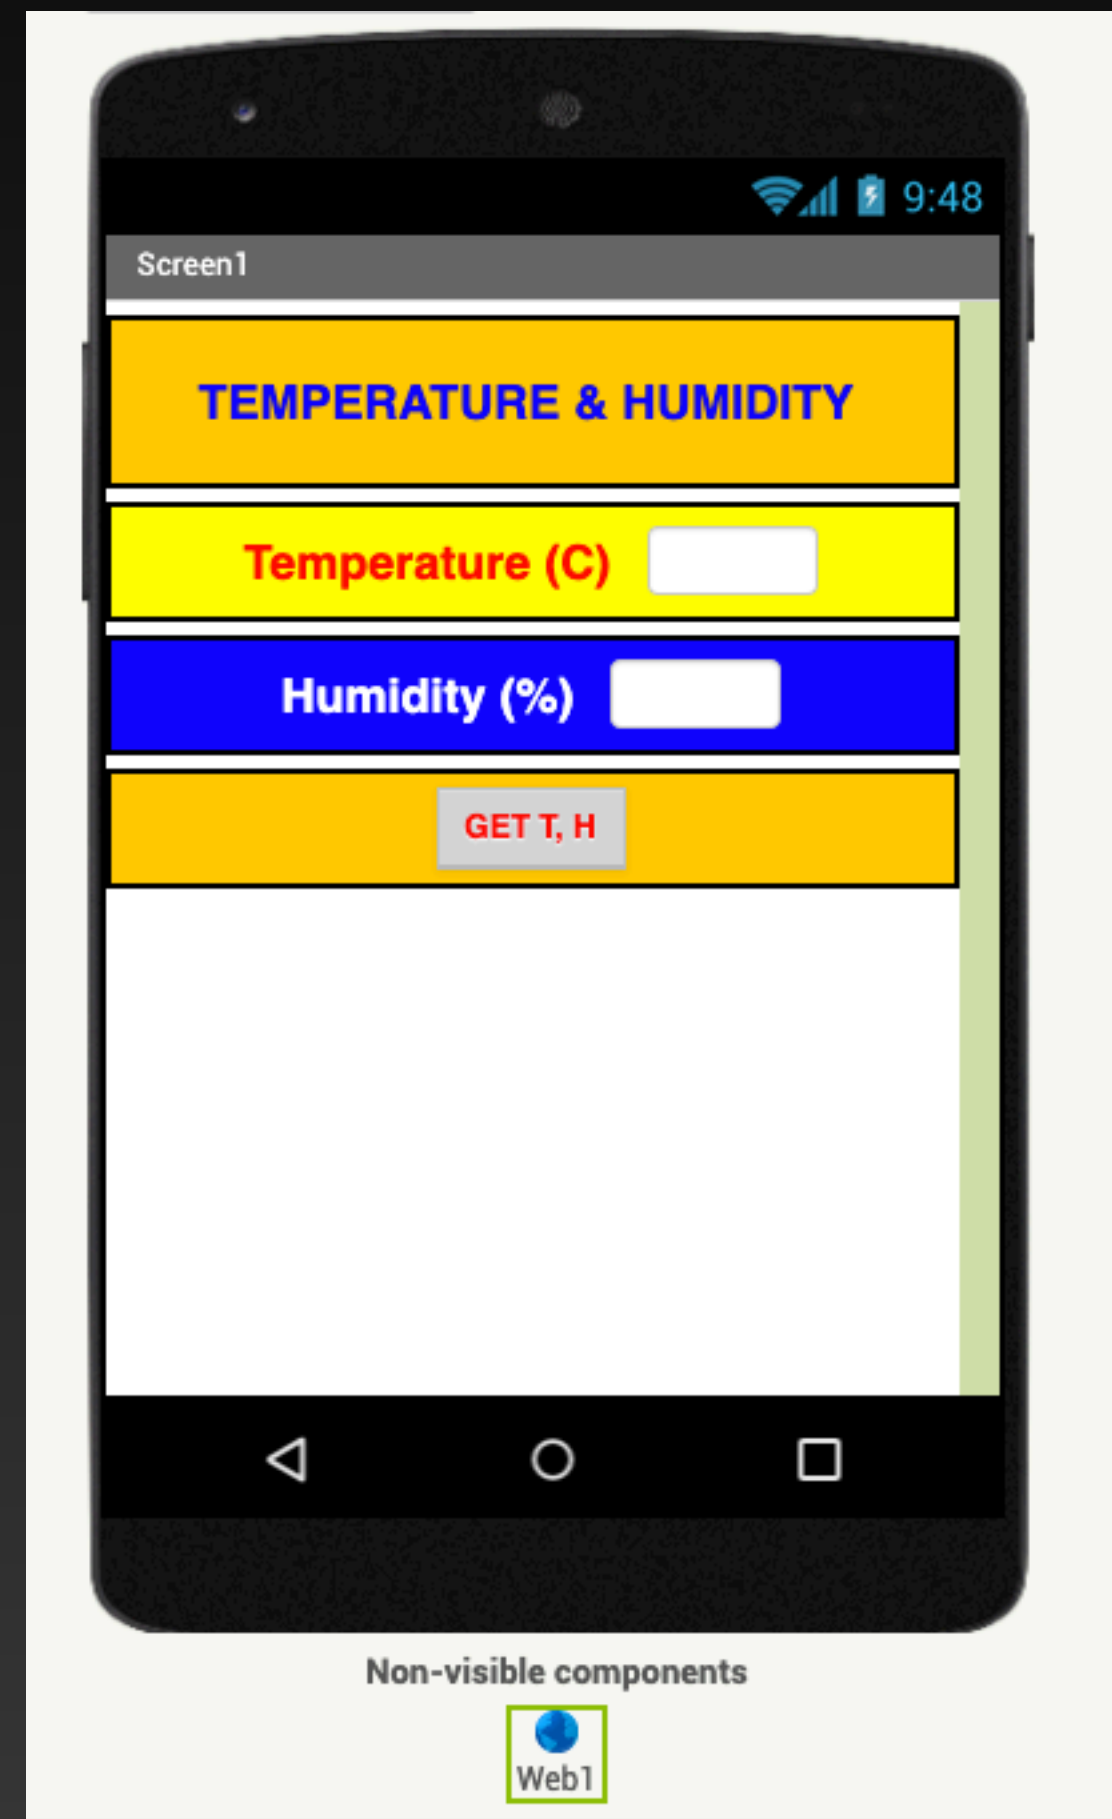 9:48
Screen1
TEMPERATURE & HUMIDITY
Temperature (C)
Humidity (%)
GET T, H
Non-visible components
Web1